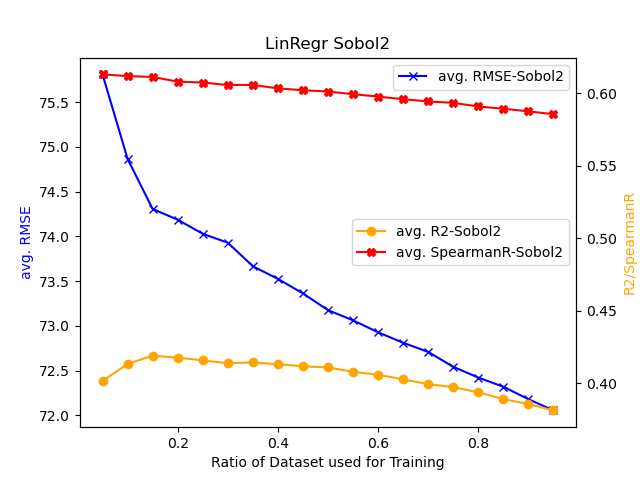 LinRegr Sobol2
avg. RMSE-Sobol2
avg. R2-Sobol2
avg. SpearmanR-Sobol2
avg. RMSE
75.5
75.0
74.5
74.0
73.5
73.0
72.5
72.0
0.60
0.55
0.50
0.45
0.40
R2/SpearmanR
0.2 0.4 0.6 0.8
Ratio of Dataset used for Training